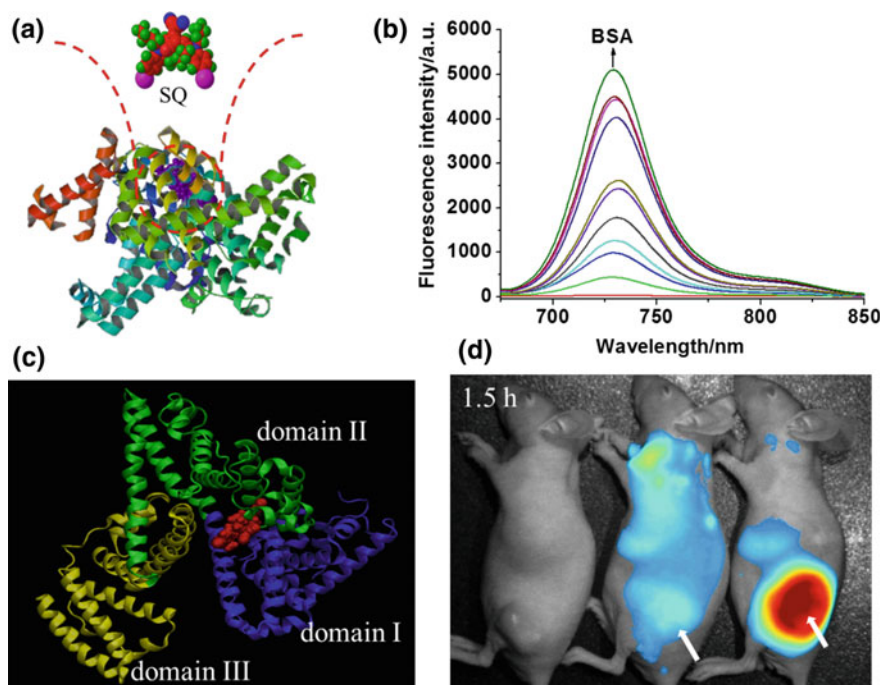 (a)
SQ
(b)
BSA
Fluorescence intensity/a.u.
6000
5000
4000
3000
2000
1000
0
700
750
800
850
Wavelength/nm
(c)
domain II
domain I
domain III
(d)
1.5 h